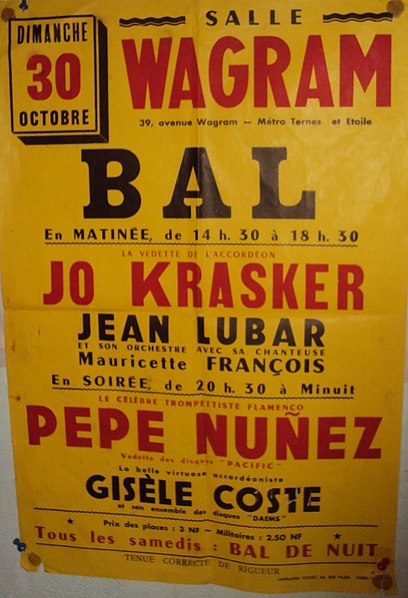 DIMANCHE
30
OCTOBRE
SALLE
WAGRAM
39, avenue Wagram — Métro Ternes et Etoile
BAL
En MATINÉE, de 14 h. 30 à 18 h. 30
LA VEDETTE DE L'ACCORDÉON
JO KRASKER
JEAN LUBAR
ET SON ORCHESTRE AVEC SA CHANTEUSE
Mauricette FRANÇOIS
En SOIRÉE, de 20 h. 30 à Minuit
LE CÉLÈBRE TROMPETTISTE FLAMENCO
PEPE NUÑEZ
Vedette des disques "PACIFIC"
La belle virtuose accordéoniste
GISÈLE COSTE
et son ensemble des disques "DAEMS"
Prix des places : 3 NF - Militaires : 2.50 NF
Tous les samedis : BAL DE NUIT
TENUE CORRECTE DE RIGUEUR